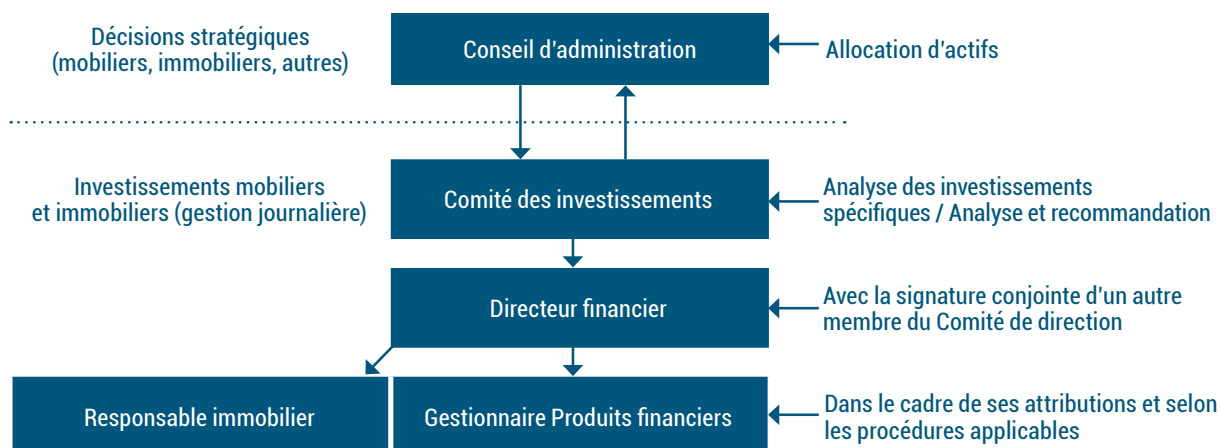 Décisions stratégiques
(mobiliers, immobiliers, autres)
Conseil d'administration
Allocation d'actifs
Investissements mobiliers
et immobiliers (gestion journalière)
Comité des investissements
Analyse des investissements
spécifiques / Analyse et recommandation
Directeur financier
Avec la signature conjointe d'un autre
membre du Comité de direction
Responsable immobilier
Gestionnaire Produits financiers
Dans le cadre de ses attributions et selon
les procédures applicables